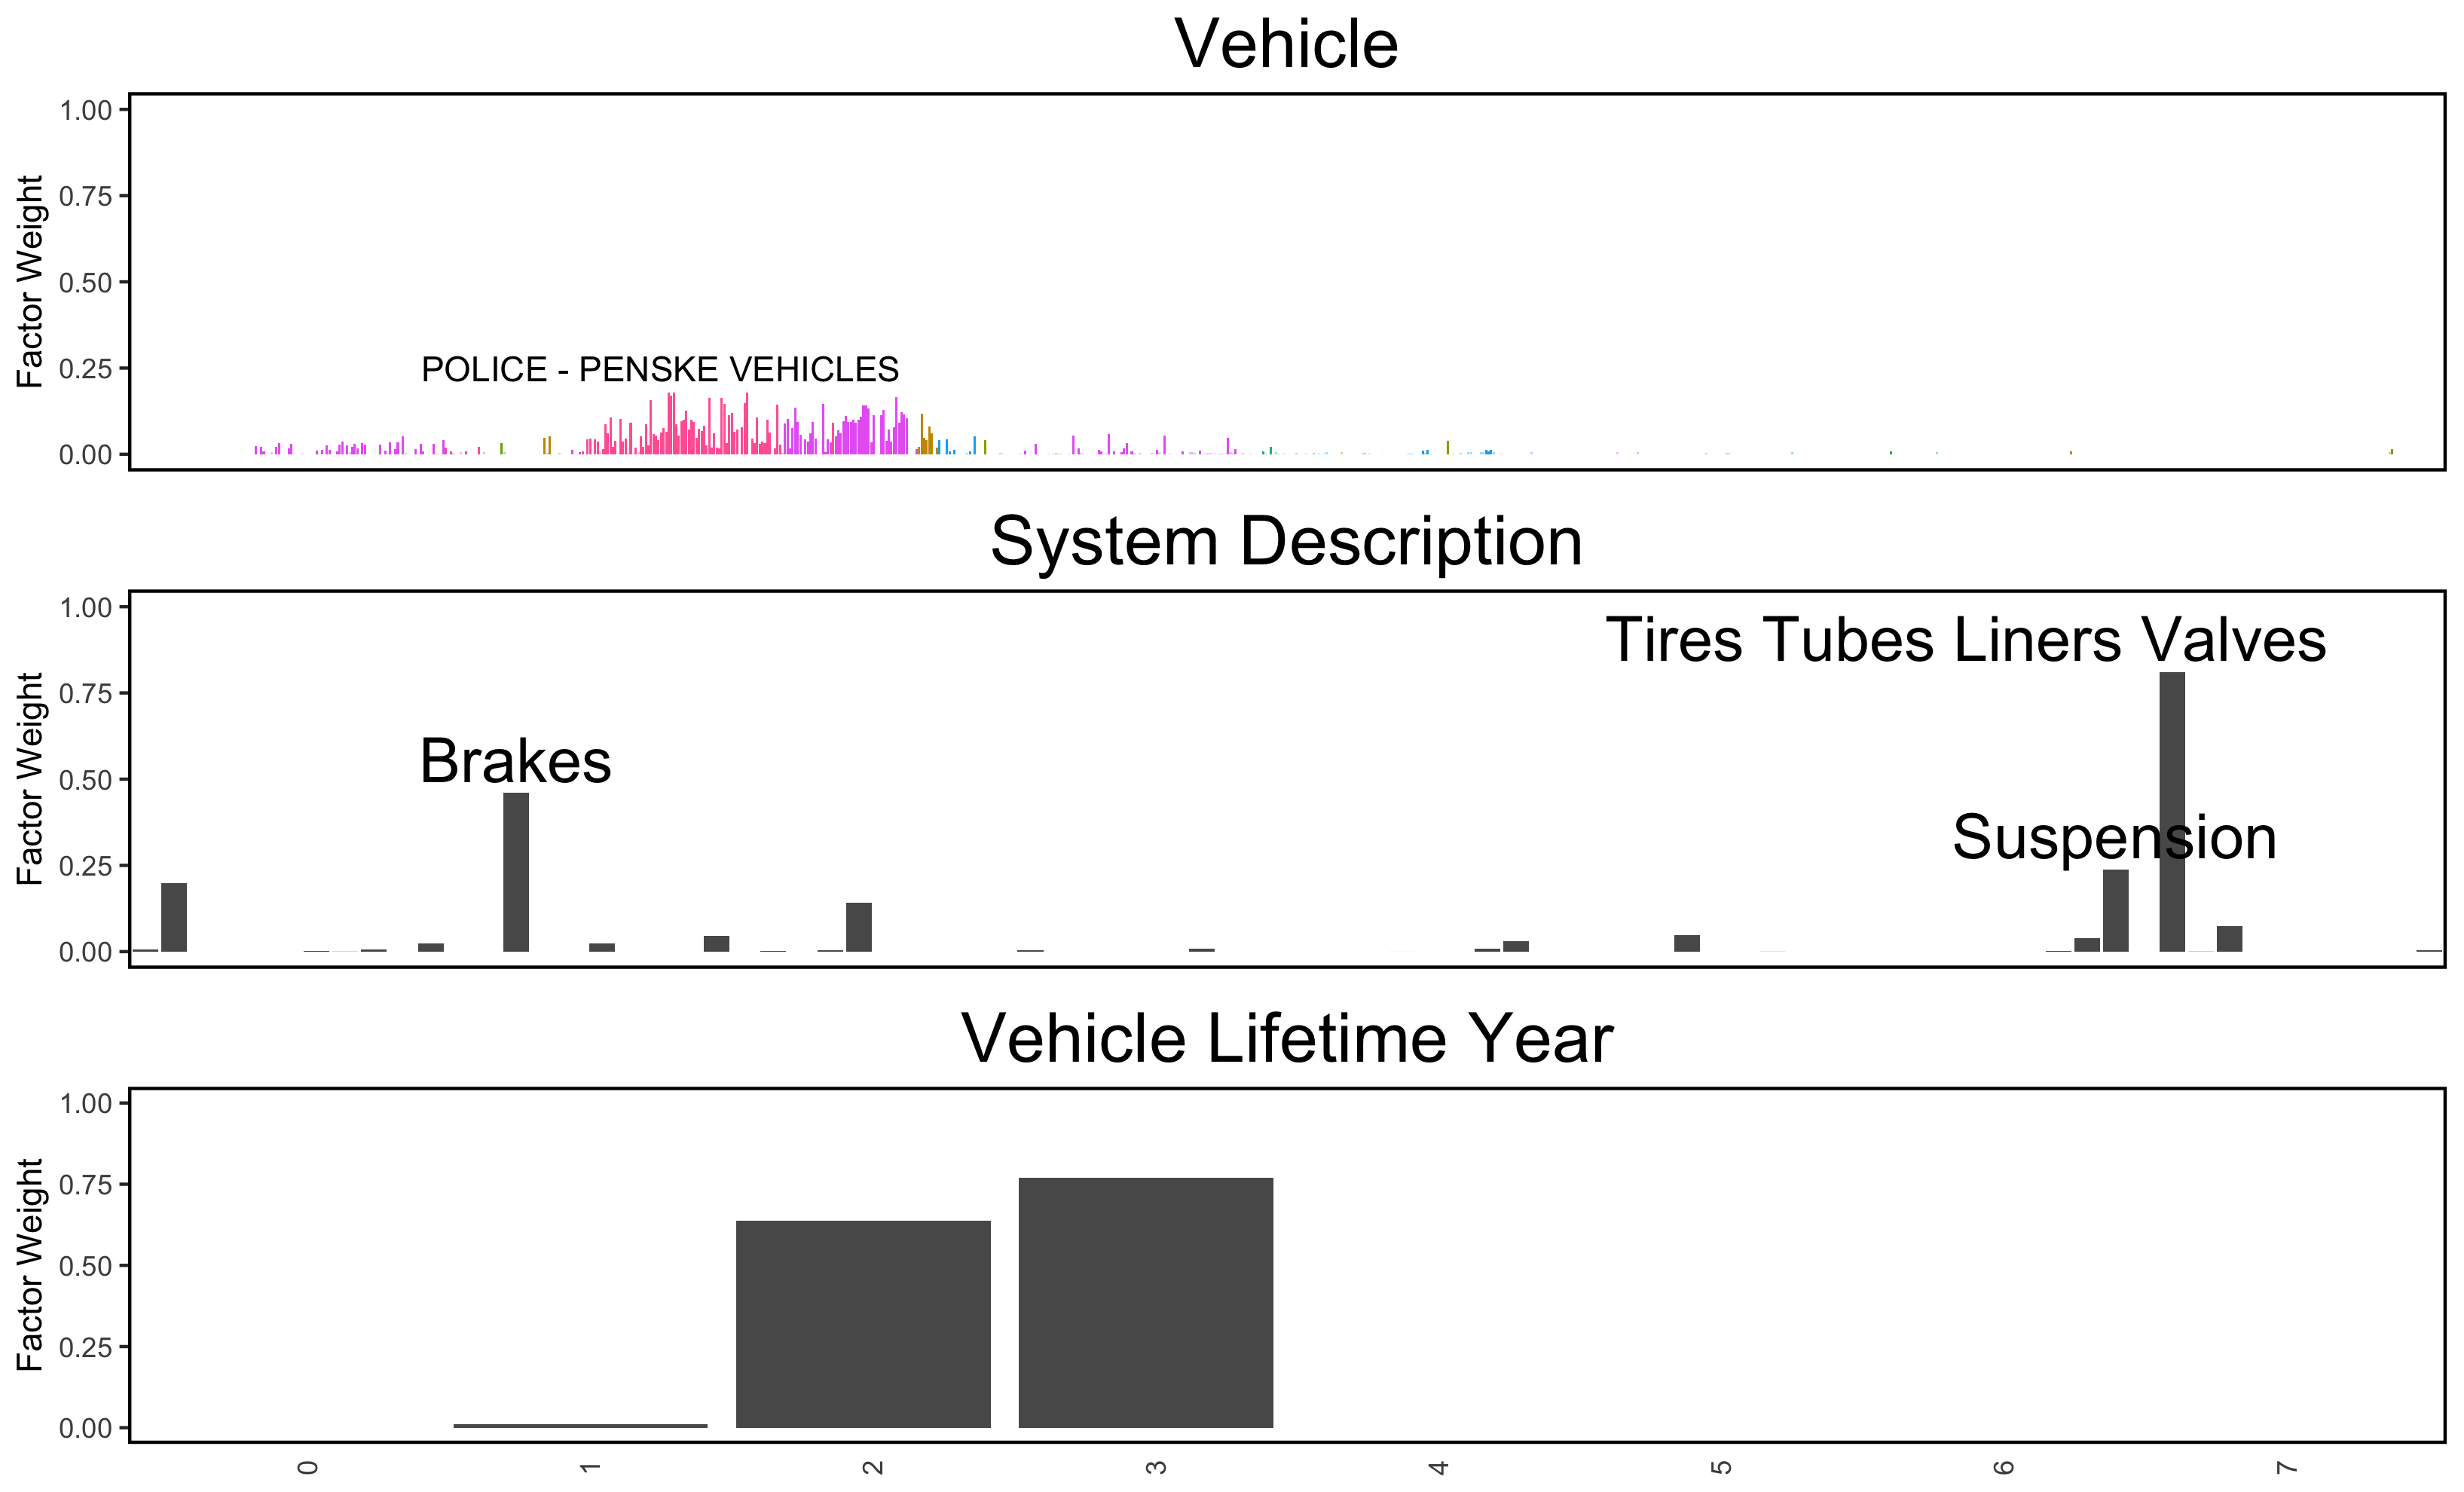 Vehicle
Factor Weight
1.00
0.75
0.50
0.25
0.00
POLICE - PENSKE VEHICLES
System Description
Factor Weight
1.00
0.75
0.50
0.25
0.00
Tires Tubes Liners Valves
Brakes
Suspension
Vehicle Lifetime Year
Factor Weight
1.00
0.75
0.50
0.25
0.00
0 1 2 3 4 5 6 7